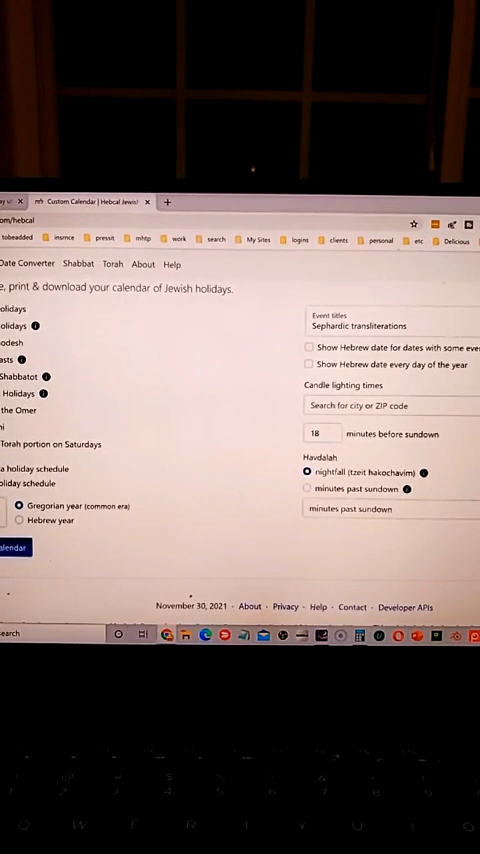 Custom Calendar | Hebcal Jewish
om/hebcal
tobeadded insrnce pressit mhtp work search My Sites logins clients personal etc Delicious
Date Converter Shabbat Torah About Help
e, print & download your calendar of Jewish holidays.
olidays
olidays
odesh
asts
Shabbatot
Holidays
the Omer
Torah portion on Saturdays
a holiday schedule
oliday schedule
Gregorian year (common era)
Hebrew year
alendar
Event titles
Sephardic transliterations
Show Hebrew date for dates with some eve
Show Hebrew date every day of the year
Candle lighting times
Search for city or ZIP code
18 minutes before sundown
Havdalah
nightfall (tzeit hakochavim)
minutes past sundown
minutes past sundown
November 30, 2021 · About · Privacy · Help · Contact · Developer APIs
earch
Q W E R T Y U I O